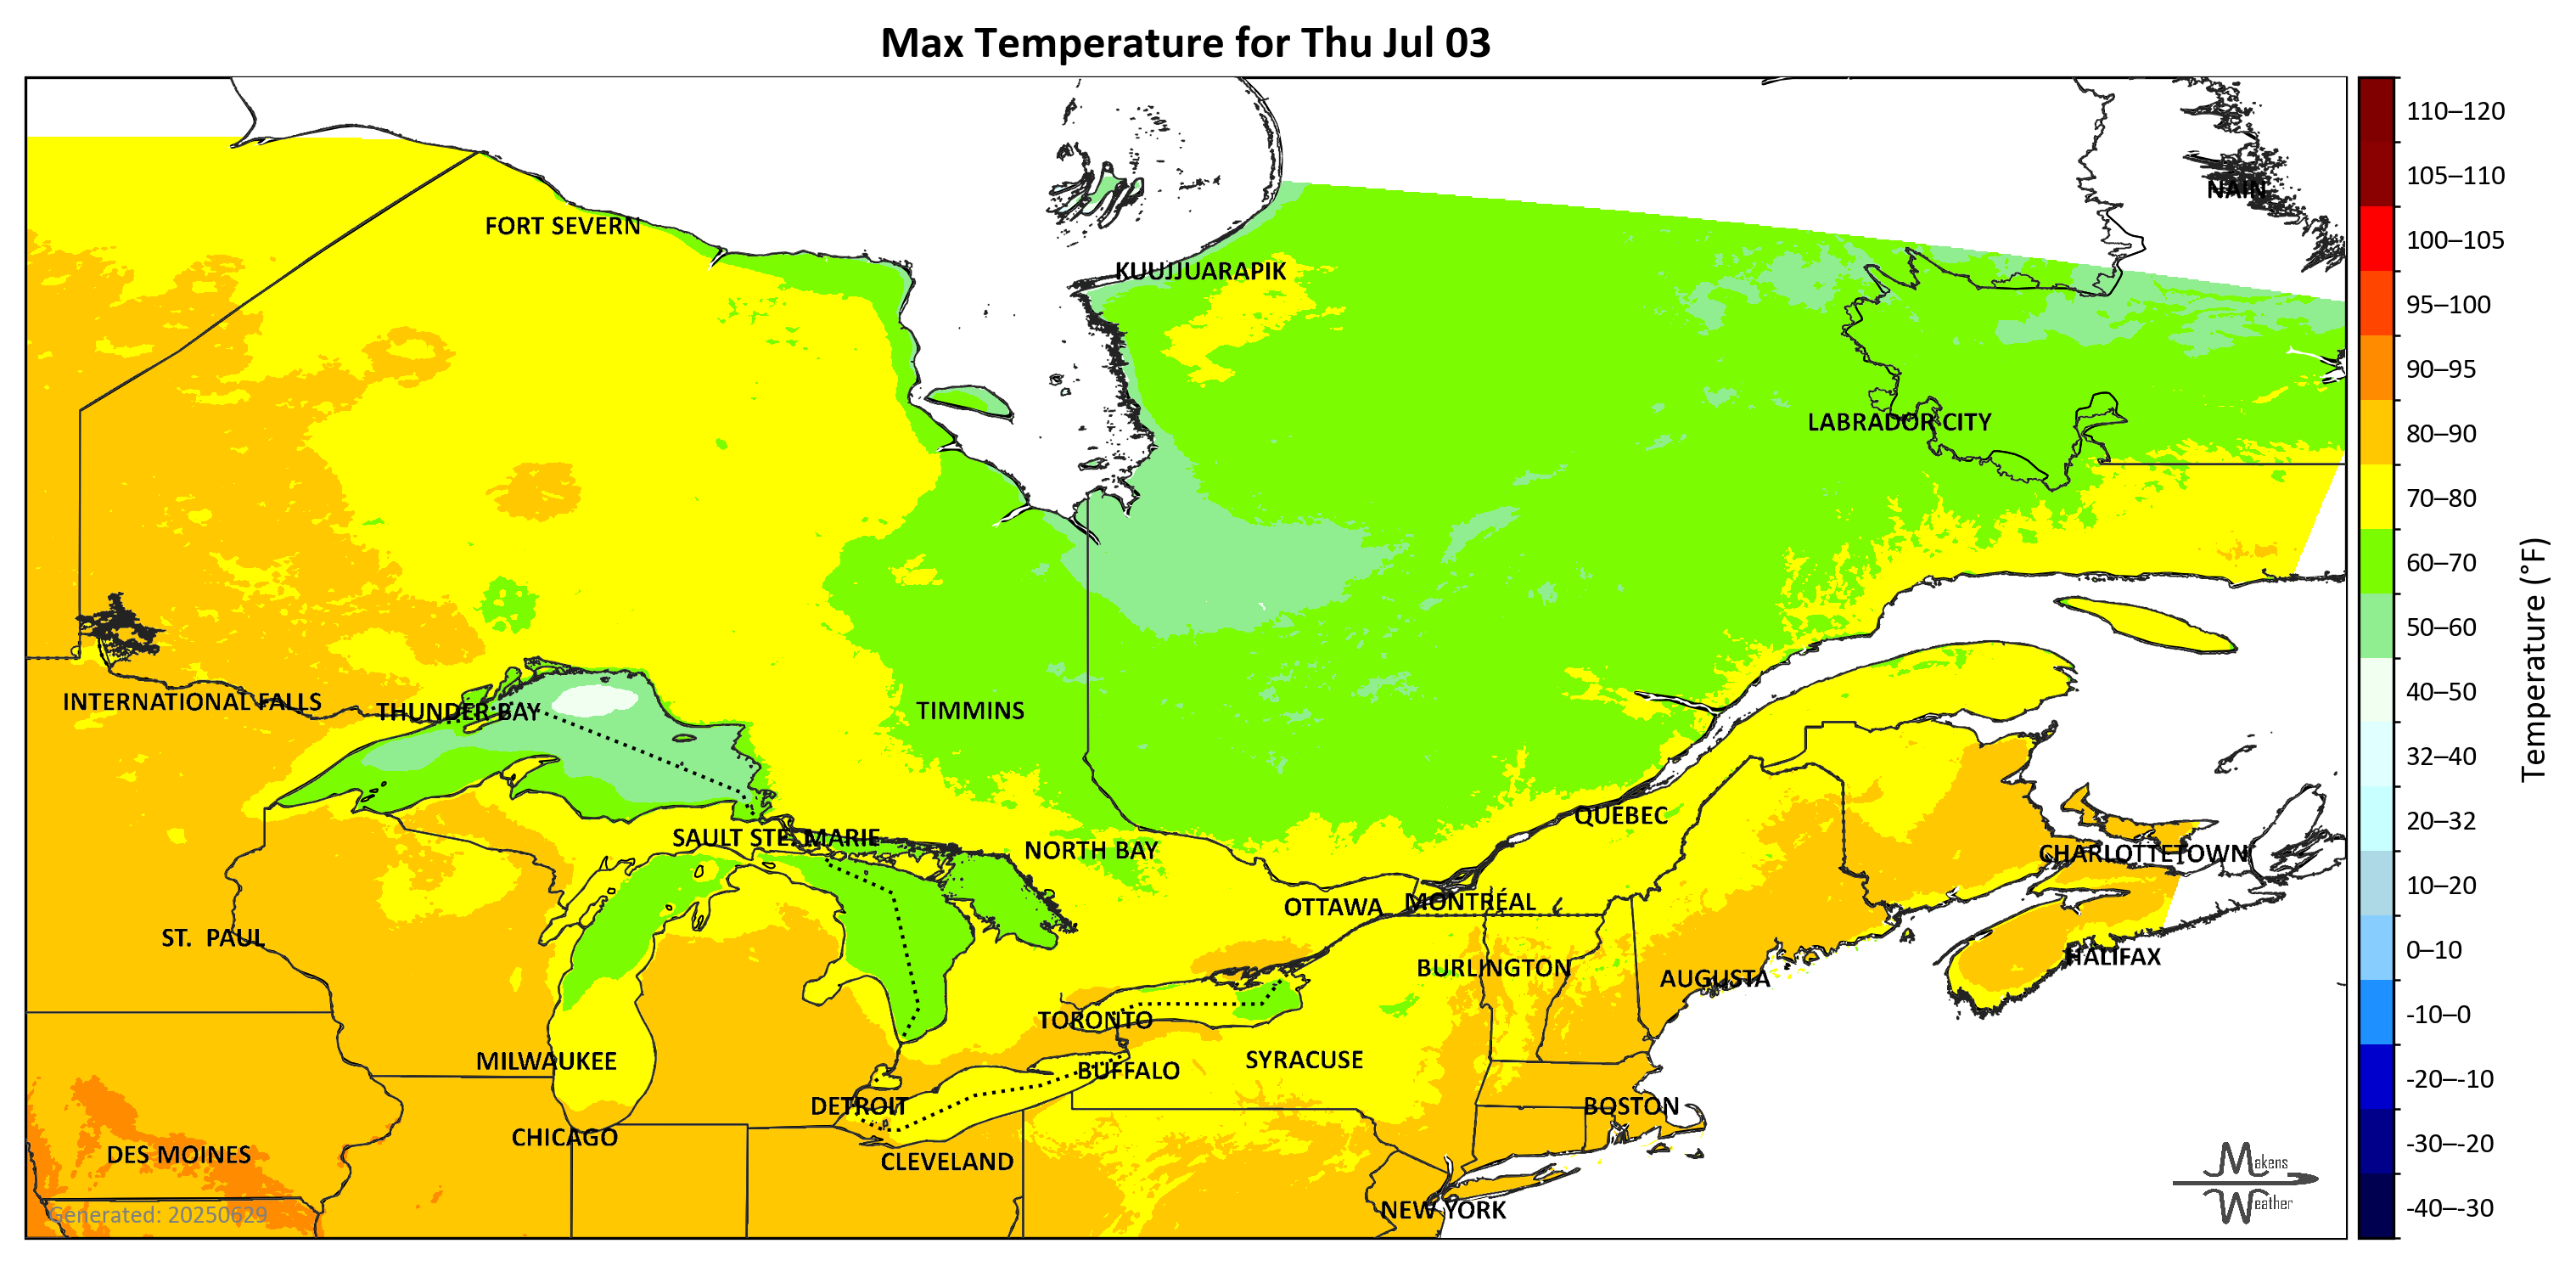 Max Temperature for Thu Jul 03
NAIN
FORT SEVERN
KUUJJUARAPIK
LABRADOR CITY
INTERNATIONAL FALLS
THUNDER BAY
TIMMINS
QUEBEC
SAULT STE. MARIE
NORTH BAY
CHARLOTTETOWN
OTTAWA
MONTRÉAL
ST. PAUL
HALIFAX
BURLINGTON
AUGUSTA
TORONTO
MILWAUKEE
SYRACUSE
BUFFALO
DETROIT
BOSTON
CHICAGO
DES MOINES
CLEVELAND
NEW YORK
Generated: 20250629
Makens
Weather
110–120
105–110
100–105
95–100
90–95
80–90
70–80
60–70
50–60
40–50
32–40
20–32
10–20
0–10
-10–0
-20–-10
-30–-20
-40–-30
Temperature (°F)